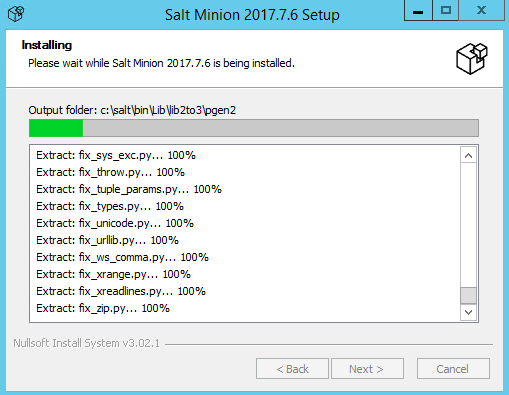 Salt Minion 2017.7.6 Setup
Installing
Please wait while Salt Minion 2017.7.6 is being installed.
Output folder: c:\salt\bin\Lib\lib2to3\pgen2
Extract: fix_sys_exc.py... 100%
Extract: fix_throw.py... 100%
Extract: fix_tuple_params.py... 100%
Extract: fix_types.py... 100%
Extract: fix_unicode.py... 100%
Extract: fix_urllib.py... 100%
Extract: fix_ws_comma.py... 100%
Extract: fix_xrange.py... 100%
Extract: fix_xreadlines.py... 100%
Extract: fix_zip.py... 100%
Nullsoft Install System v3.02.1
< Back Next > Cancel